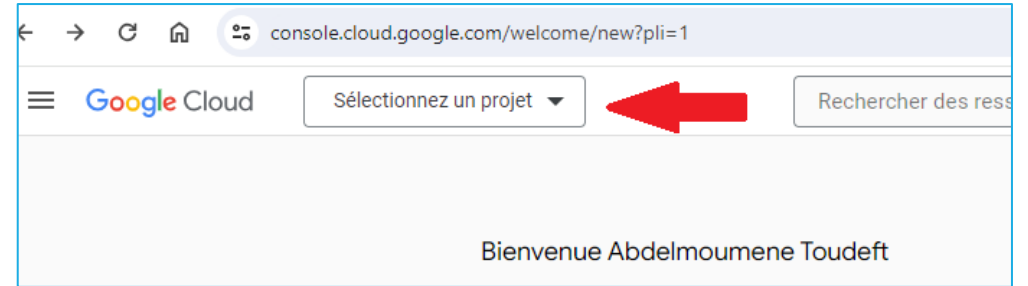 console.cloud.google.com/welcome/new?pli=1
Google Cloud Sélectionnez un projet Rechercher des ress
Bienvenue Abdelmoumene Toudeft